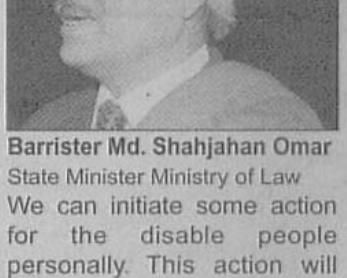 Barrister Md. Shahjahan Omar
State Minister Ministry of Law
We can initiate some action
for the disable people
personally. This action will